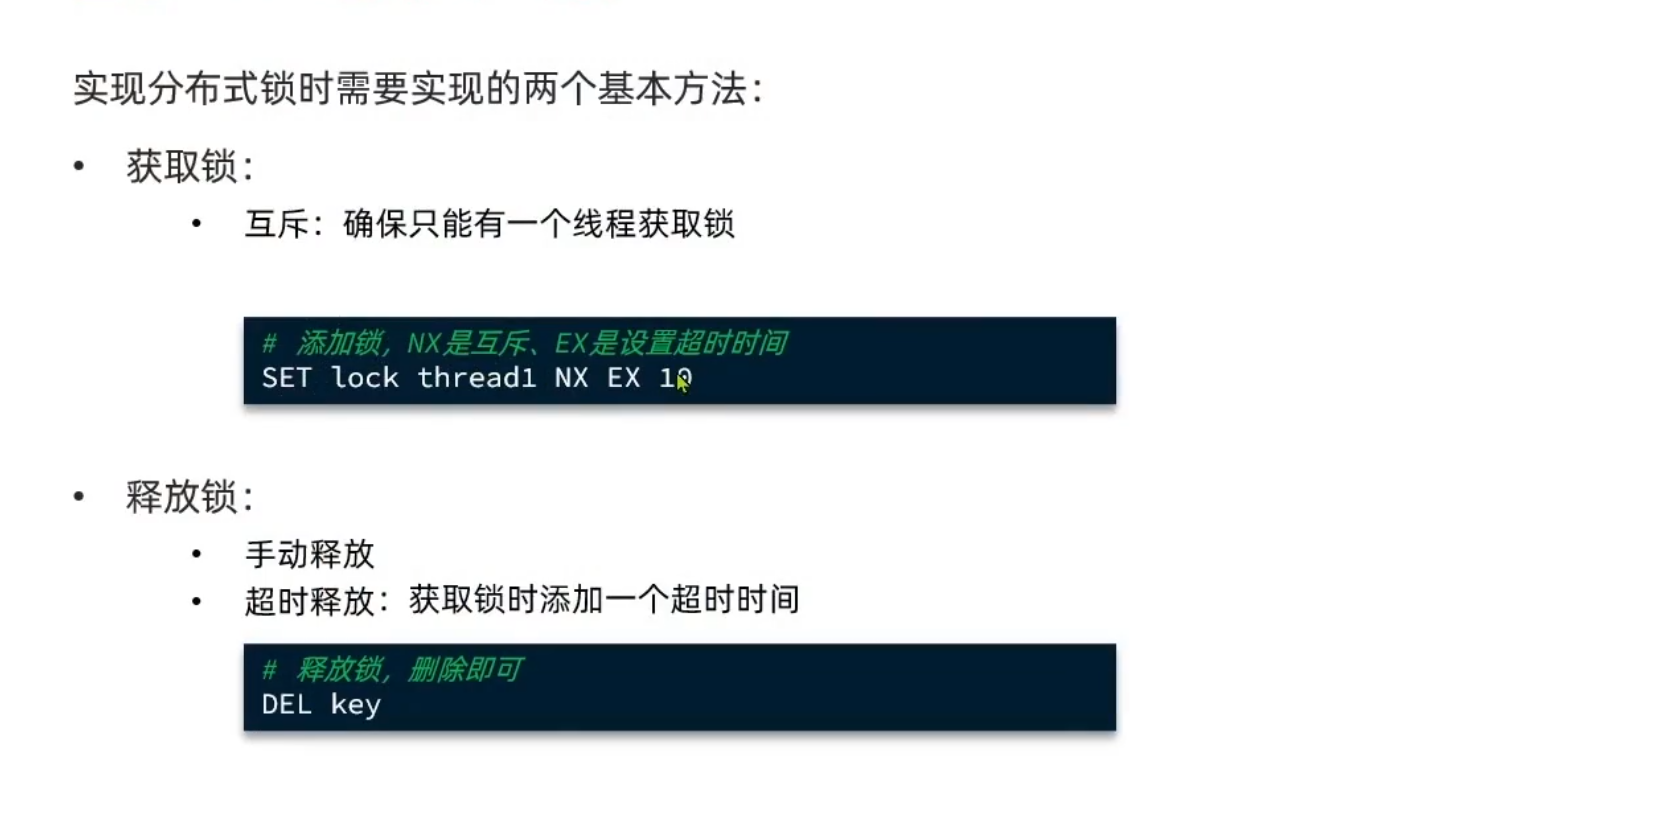 实现分布式锁时需要实现的两个基本方法：
• 获取锁：
• 互斥：确保只能有一个线程获取锁
# 添加锁，NX是互斥、EX是设置超时时间
SET lock thread1 NX EX 10
• 释放锁：
• 手动释放
• 超时释放：获取锁时添加一个超时时间
# 释放锁，删除即可
DEL key